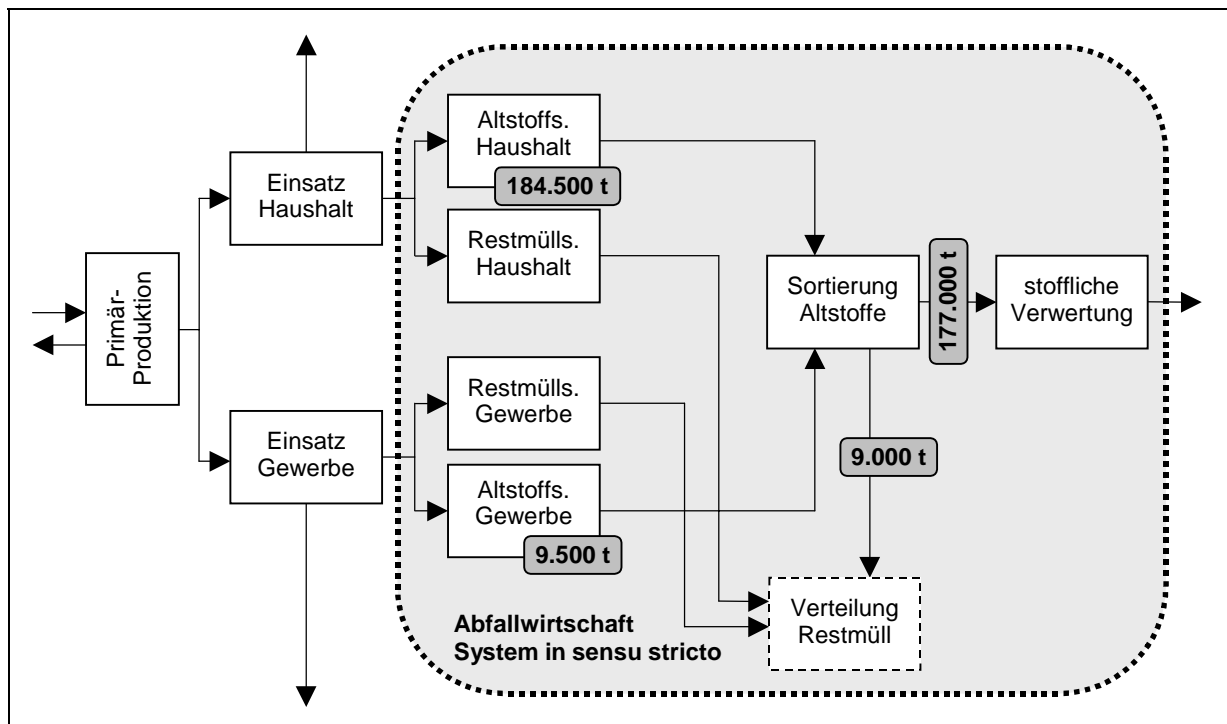 Altstoffs.
Haushalt
184.500 t
Einsatz
Haushalt
Restmülls.
Haushalt
Primär-
Produktion
Sortierung
Altstoffe
177.000 t
stoffliche
Verwertung
Restmülls.
Gewerbe
Einsatz
Gewerbe
9.000 t
Altstoffs.
Gewerbe
9.500 t
Verteilung
Restmüll
Abfallwirtschaft
System in sensu stricto